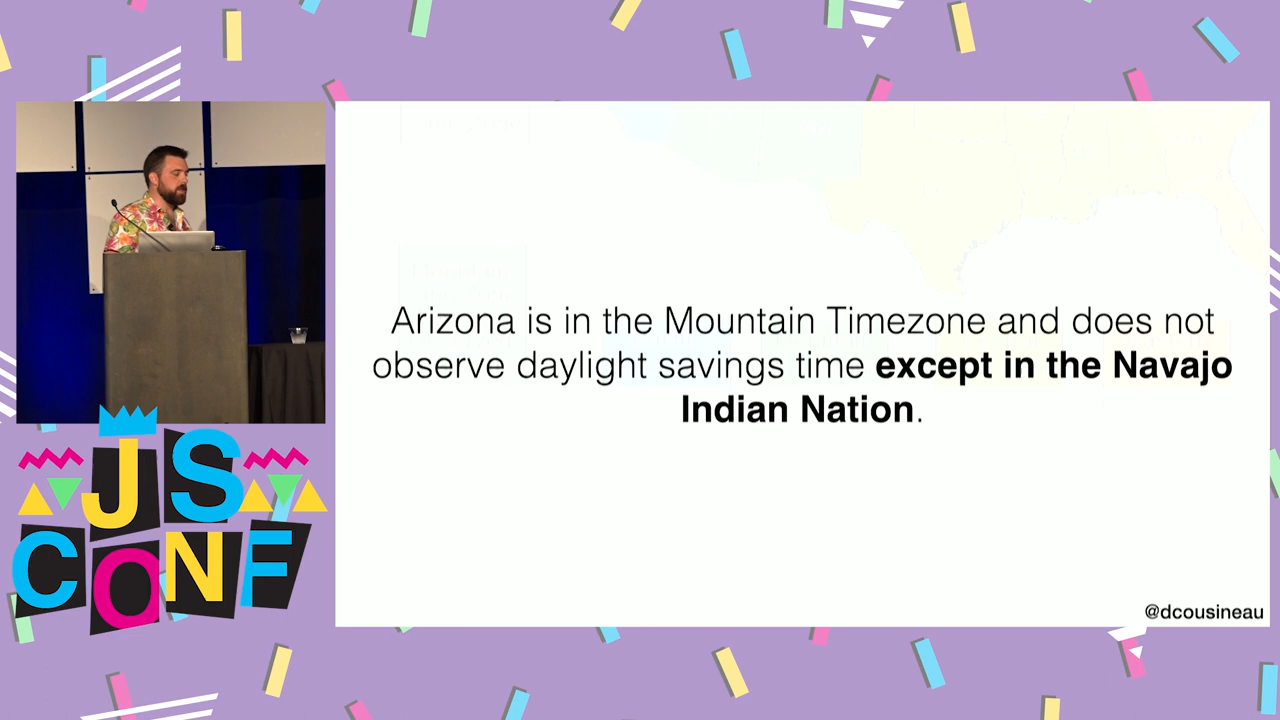 Arizona is in the Mountain Timezone and does not
observe daylight savings time except in the Navajo
Indian Nation.
@dcousineau
JS
CONF